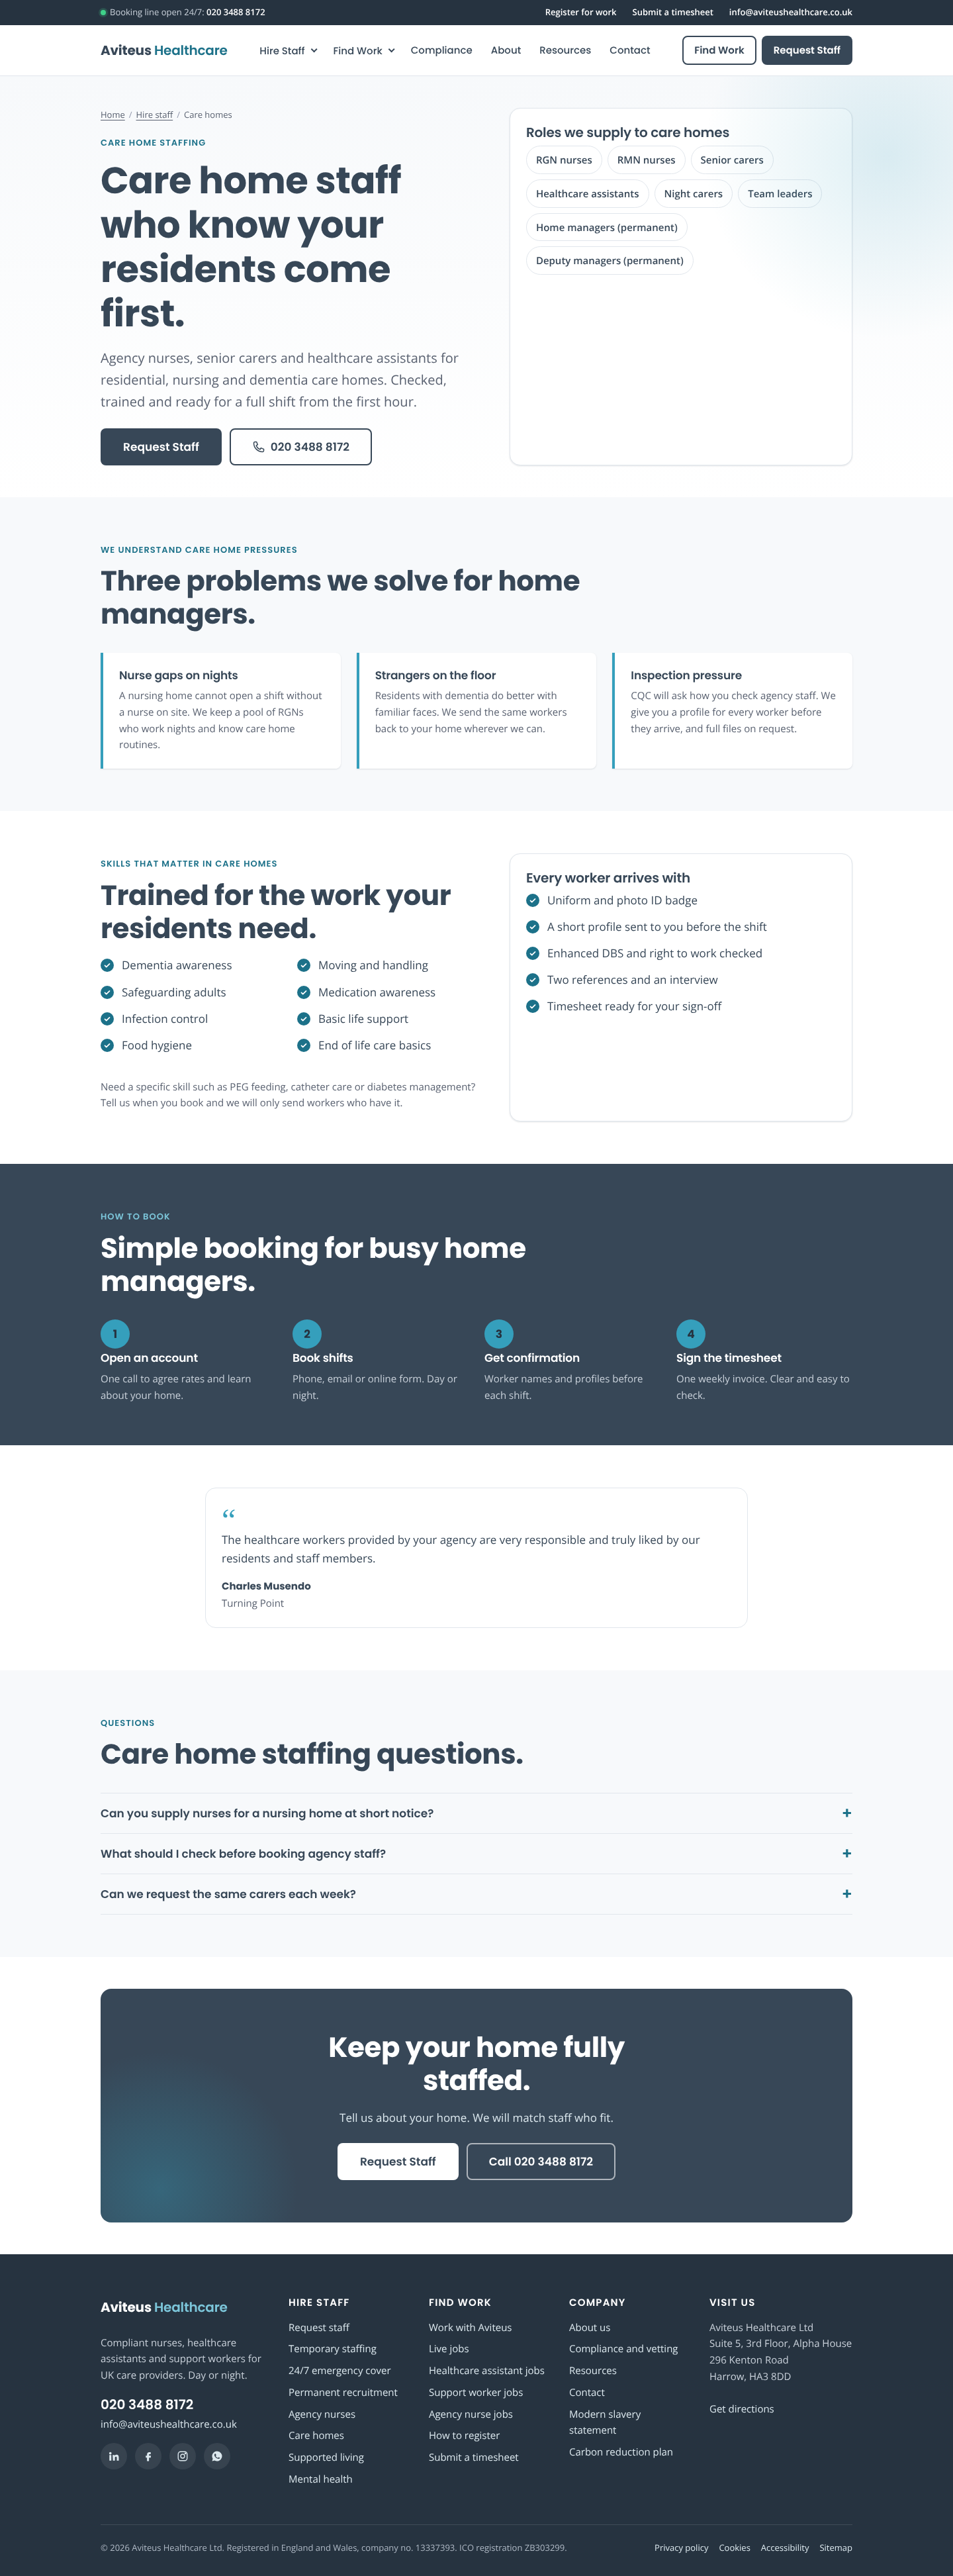 Booking line open 24/7: 020 3488 8172
Register for work Submit a timesheet info@aviteushealthcare.co.uk
Aviteus Healthcare
Hire Staff Find Work Compliance About Resources Contact
Find Work Request Staff
Home / Hire staff / Care homes
CARE HOME STAFFING
Care home staff
who know your
residents come
first.
Agency nurses, senior carers and healthcare assistants for
residential, nursing and dementia care homes. Checked,
trained and ready for a full shift from the first hour.
Request Staff 020 3488 8172
Roles we supply to care homes
RGN nurses RMN nurses Senior carers
Healthcare assistants Night carers Team leaders
Home managers (permanent)
Deputy managers (permanent)
WE UNDERSTAND CARE HOME PRESSURES
Three problems we solve for home
managers.
Nurse gaps on nights
A nursing home cannot open a shift without
a nurse on site. We keep a pool of RGNs
who work nights and know care home
routines.
Strangers on the floor
Residents with dementia do better with
familiar faces. We send the same workers
back to your home wherever we can.
Inspection pressure
CQC will ask how you check agency staff. We
give you a profile for every worker before
they arrive, and full files on request.
SKILLS THAT MATTER IN CARE HOMES
Trained for the work your
residents need.
Dementia awareness
Moving and handling
Safeguarding adults
Medication awareness
Infection control
Basic life support
Food hygiene
End of life care basics
Need a specific skill such as PEG feeding, catheter care or diabetes management?
Tell us when you book and we will only send workers who have it.
Every worker arrives with
Uniform and photo ID badge
A short profile sent to you before the shift
Enhanced DBS and right to work checked
Two references and an interview
Timesheet ready for your sign-off
HOW TO BOOK
Simple booking for busy home
managers.
1
Open an account
One call to agree rates and learn
about your home.
2
Book shifts
Phone, email or online form. Day or
night.
3
Get confirmation
Worker names and profiles before
each shift.
4
Sign the timesheet
One weekly invoice. Clear and easy to
check.
“
The healthcare workers provided by your agency are very responsible and truly liked by our
residents and staff members.
Charles Musendo
Turning Point
QUESTIONS
Care home staffing questions.
Can you supply nurses for a nursing home at short notice? +
What should I check before booking agency staff? +
Can we request the same carers each week? +
Keep your home fully
staffed.
Tell us about your home. We will match staff who fit.
Request Staff Call 020 3488 8172
Aviteus Healthcare
Compliant nurses, healthcare
assistants and support workers for
UK care providers. Day or night.
020 3488 8172
info@aviteushealthcare.co.uk
HIRE STAFF
Request staff
Temporary staffing
24/7 emergency cover
Permanent recruitment
Agency nurses
Care homes
Supported living
Mental health
FIND WORK
Work with Aviteus
Live jobs
Healthcare assistant jobs
Support worker jobs
Agency nurse jobs
How to register
Submit a timesheet
COMPANY
About us
Compliance and vetting
Resources
Contact
Modern slavery
statement
Carbon reduction plan
VISIT US
Aviteus Healthcare Ltd
Suite 5, 3rd Floor, Alpha House
296 Kenton Road
Harrow, HA3 8DD
Get directions
© 2026 Aviteus Healthcare Ltd. Registered in England and Wales, company no. 13337393. ICO registration ZB303299.
Privacy policy Cookies Accessibility Sitemap